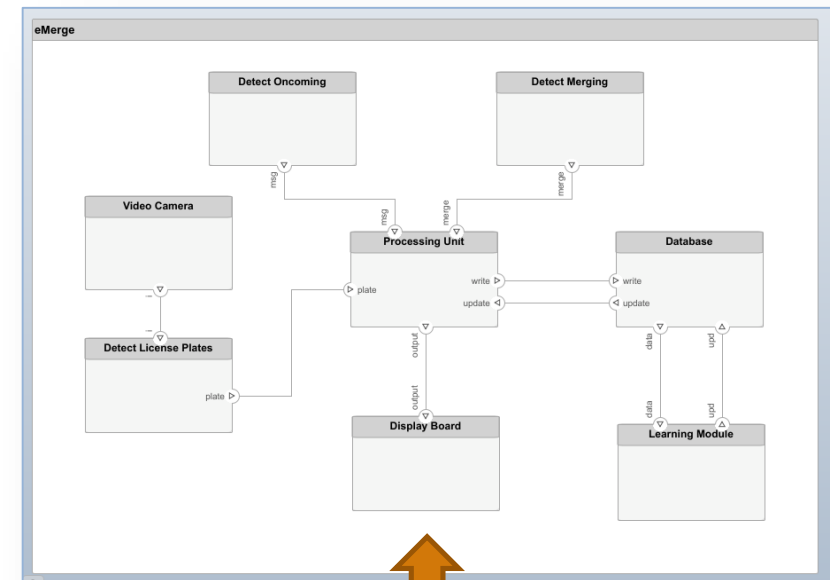 eMerge
Detect Oncoming
Detect Merging
msg
merge
Video Camera
msg
merge
Processing Unit
Database
plate
write
write
update
update
I
I
Detect License Plates
output
data
upd
plate
output
data
upd
Display Board
Learning Module